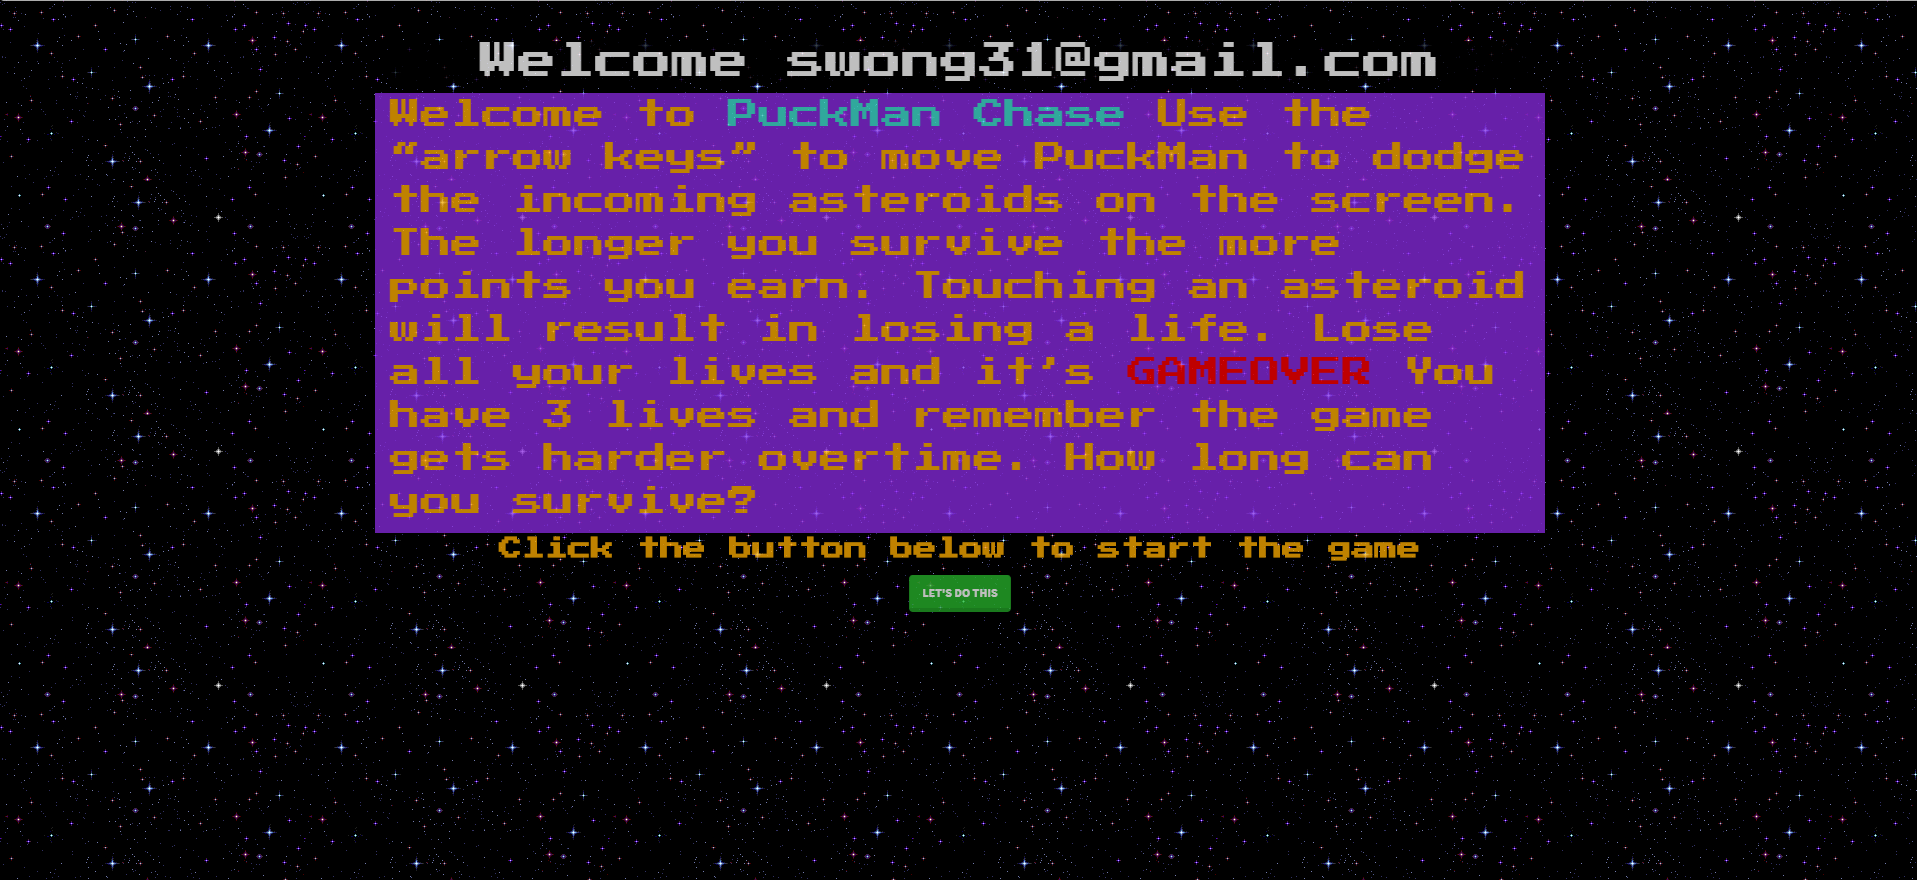 Welcome swong31@gmail.com
Welcome to PuckMan Chase Use the
“arrow keys” to move PuckMan to dodge
the incoming asteroids on the screen.
The longer you survive the more
points you earn. Touching an asteroid
will result in losing a life. Lose
all your lives and it’s GAMEOVER You
have 3 lives and remember the game
gets harder overtime. How long can
you survive?
Click the button below to start the game
LET'S DO THIS